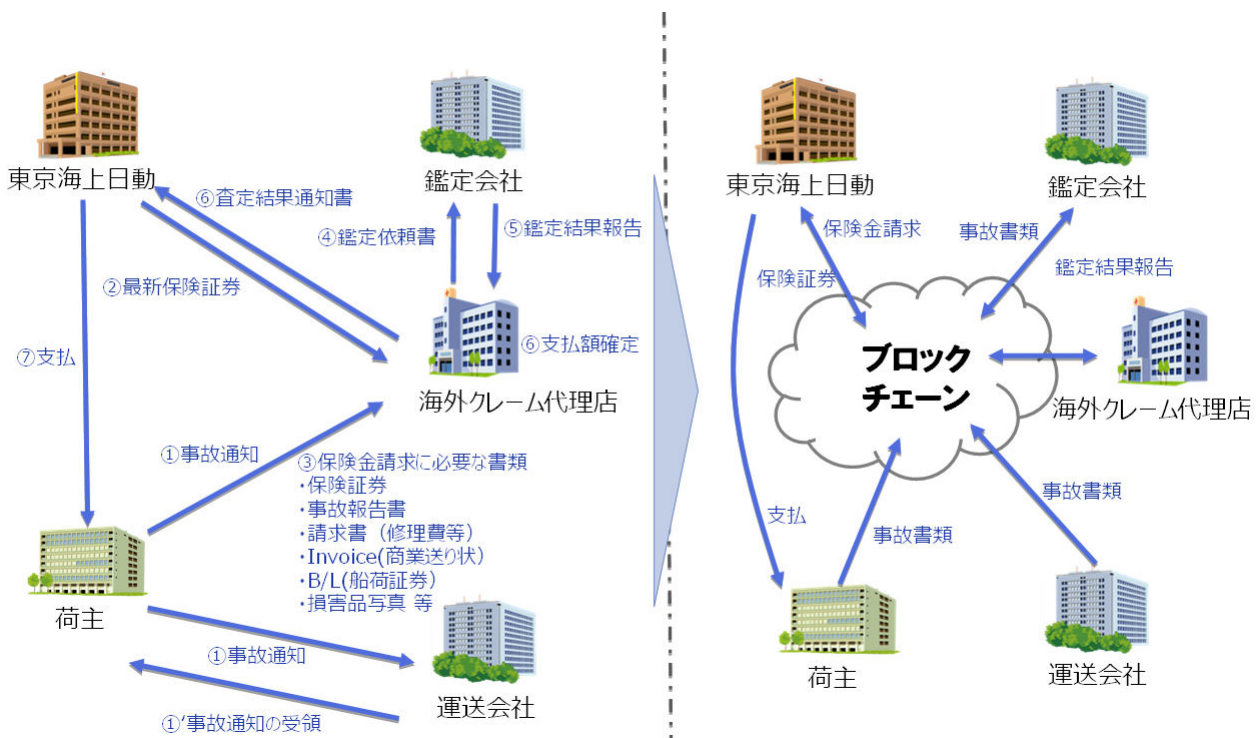 東京海上日動
鑑定会社
⑥査定結果通知書
④鑑定依頼書
⑤鑑定結果報告
②最新保険証券
⑥支払額確定
⑦支払
海外クレーム代理店
①事故通知
③保険金請求に必要な書類
・保険証券
・事故報告書
・請求書（修理費等）
・Invoice(商業送り状)
・B/L(船荷証券)
・損害品写真 等
荷主
①事故通知
運送会社
①‘事故通知の受領
東京海上日動
鑑定会社
保険金請求
事故書類
保険証券
鑑定結果報告
ブロック
チェーン
海外クレーム代理店
事故書類
支払
事故書類
荷主
運送会社